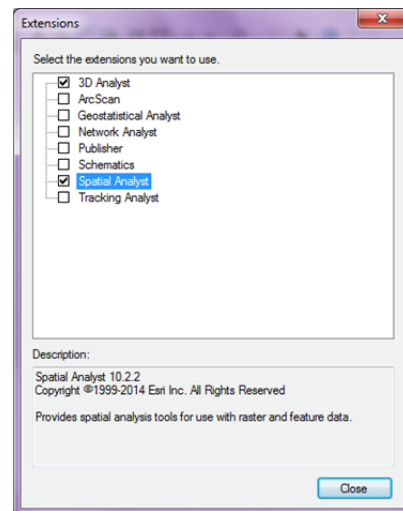 Extensions
Select the extensions you want to use.
3D Analyst
ArcScan
Geostatistical Analyst
Network Analyst
Publisher
Schematics
Spatial Analyst
Tracking Analyst
Description:
Spatial Analyst 10.2.2
Copyright ©1999-2014 Esri Inc. All Rights Reserved
Provides spatial analysis tools for use with raster and feature data.
Close